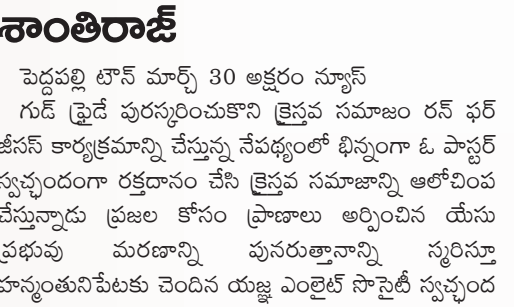 శాంతిరాజ్
పెద్దపల్లి టౌన్ మార్చ్ 30 అక్షరం న్యూస్
గుడ్ ఫ్రైడే పురస్కరించుకొని క్రైస్తవ సమాజం రన్ ఫర్
జీసస్ కార్యక్రమాన్ని చేస్తున్న నేపథ్యంలో భిన్నంగా ఓ పాస్టర్
స్వచ్ఛందంగా రక్తదానం చేసి క్రైస్తవ సమాజాన్ని ఆలోచింప
చేస్తున్నాడు ప్రజల కోసం ప్రాణాలు అర్పించిన యేసు
ప్రభువు మరణాన్ని పునరుత్తానాన్ని స్మరిస్తూ
హన్మంతునిపేటకు చెందిన యజ్ఞ ఎంలైట్ సొసైటీ స్వచ్ఛంద